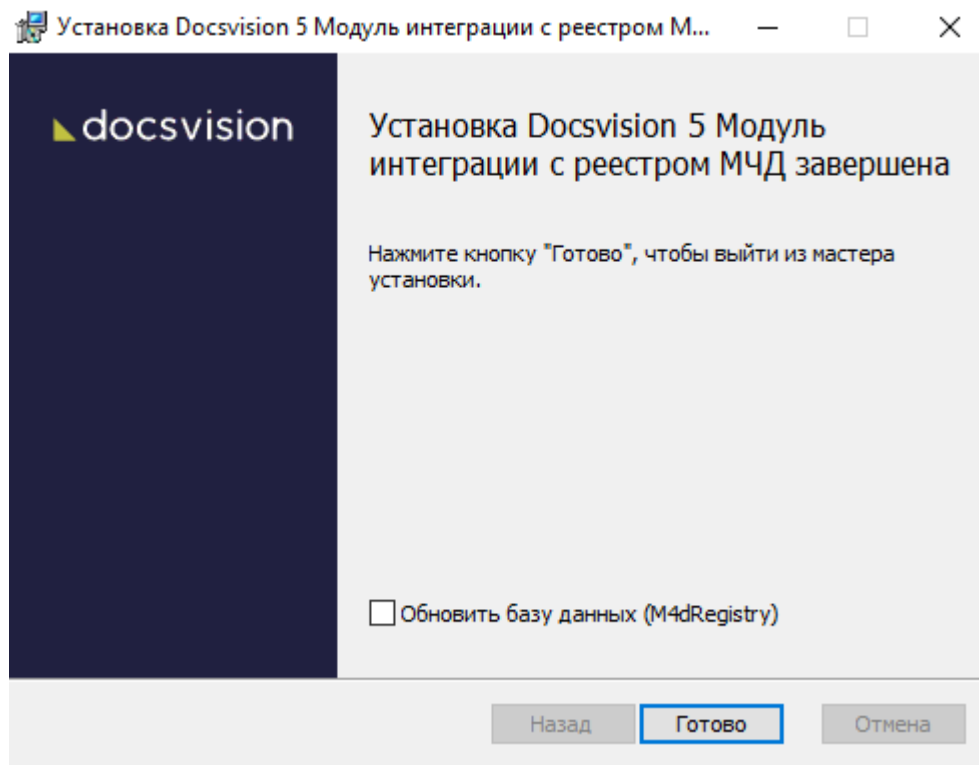 Установка Docsvision 5 Модуль интеграции с реестром М...
docsvision
Установка Docsvision 5 Модуль
интеграции с реестром МЧД завершена
Нажмите кнопку "Готово", чтобы выйти из мастера
установки.
Обновить базу данных (M4dRegistry)
Назад
Готово
Отмена